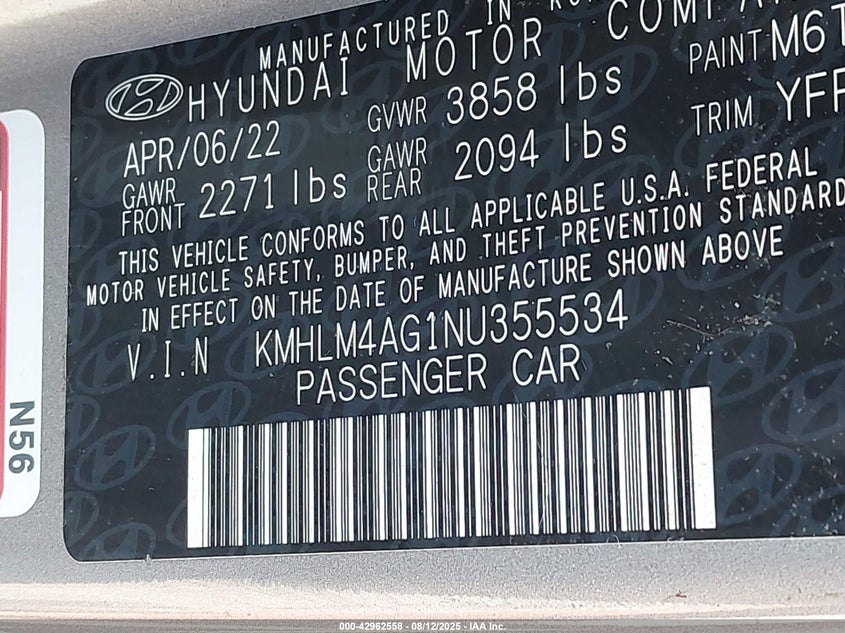 MANUFACTURED IN
HYUNDAI MOTOR
PAINT
APR/06/22 GVWR 3858 lbs
TRIM
GAWR FRONT 2271 lbs GAWR REAR 2094 lbs
THIS VEHICLE CONFORMS TO ALL APPLICABLE U.S.A. FEDERAL
MOTOR VEHICLE SAFETY, BUMPER, AND THEFT PREVENTION STANDARD
IN EFFECT ON THE DATE OF MANUFACTURE SHOWN ABOVE
V.I.N KMHLM4AG1NU355534
PASSENGER CAR
N56
000-42962558 - 08/12/2025 - IAA Inc.